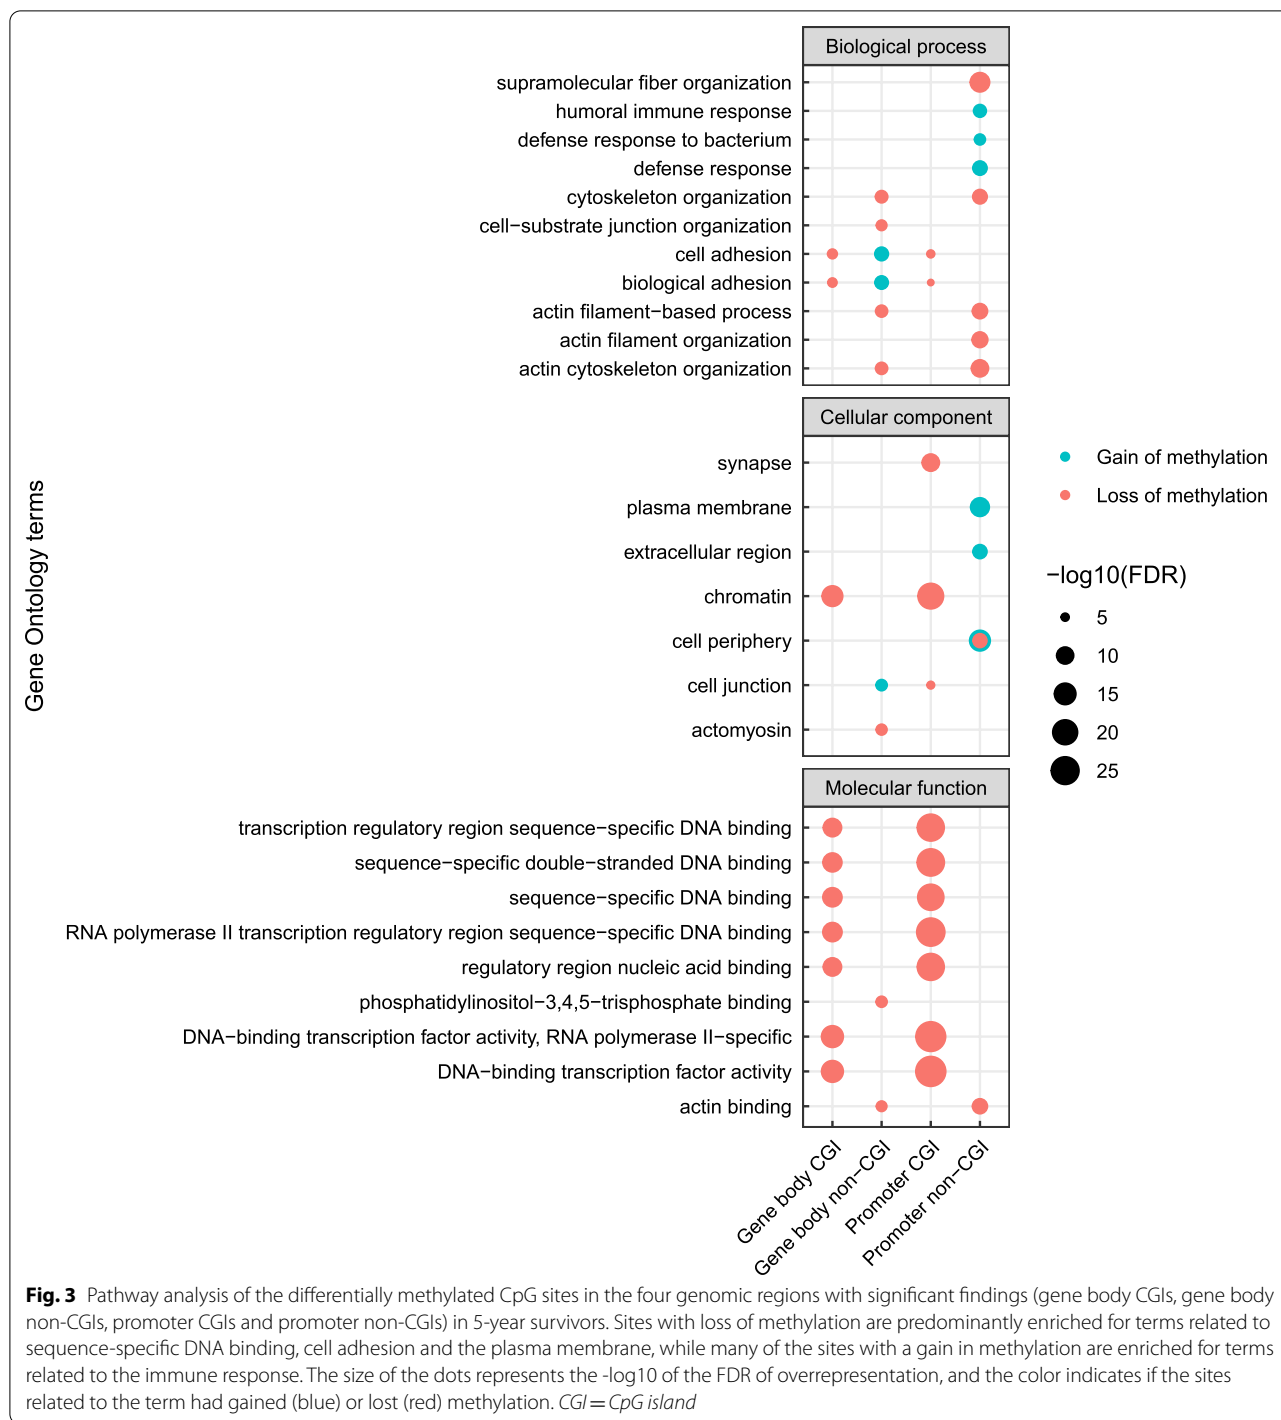 Biological process
supramolecular fiber organization
humoral immune response
defense response to bacterium
defense response
cytoskeleton organization
cell−substrate junction organization
cell adhesion
biological adhesion
actin filament−based process
actin filament organization
actin cytoskeleton organization
Cellular component
synapse
plasma membrane
extracellular region
chromatin
cell periphery
cell junction
actomyosin
Gene Ontology terms
Gain of methylation
Loss of methylation
−log10(FDR)
5
10
15
20
25
Molecular function
transcription regulatory region sequence−specific DNA binding
sequence−specific double−stranded DNA binding
sequence−specific DNA binding
RNA polymerase II transcription regulatory region sequence−specific DNA binding
regulatory region nucleic acid binding
phosphatidylinositol−3,4,5−trisphosphate binding
DNA−binding transcription factor activity, RNA polymerase II−specific
DNA−binding transcription factor activity
actin binding
Gene body CGI
Gene body non−CGI
Promoter CGI
Promoter non−CGI
Fig. 3 Pathway analysis of the differentially methylated CpG sites in the four genomic regions with significant findings (gene body CGIs, gene body
non-CGIs, promoter CGIs and promoter non-CGIs) in 5-year survivors. Sites with loss of methylation are predominantly enriched for terms related to
sequence-specific DNA binding, cell adhesion and the plasma membrane, while many of the sites with a gain in methylation are enriched for terms
related to the immune response. The size of the dots represents the -log10 of the FDR of overrepresentation, and the color indicates if the sites
related to the term had gained (blue) or lost (red) methylation. CGI = CpG island